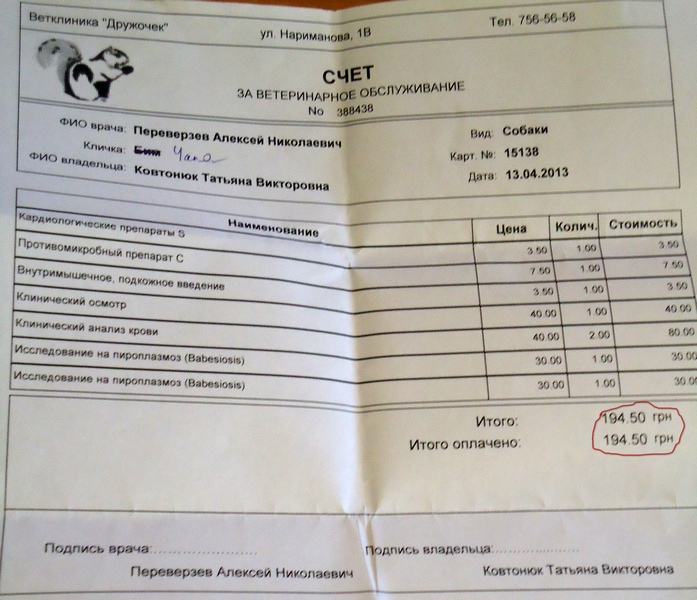 Ветклиника "Дружочек" ул. Нариманова, 1В Тел. 756-56-58
СЧЕТ
ЗА ВЕТЕРИНАРНОЕ ОБСЛУЖИВАНИЕ
No 388438
ФИО врача: Переверзев Алексей Николаевич Вид: Собаки
Кличка: Бим Чапа Карт. №: 15138
ФИО владельца: Ковтонюк Татьяна Викторовна Дата: 13.04.2013
Наименование Цена Колич. Стоимость
Кардиологические препараты S 3.50 1.00 3.50
Противомикробный препарат С 7.50 1.00 7.50
Внутримышечное, подкожное введение 3.50 1.00 3.50
Клинический осмотр 40.00 1.00 40.00
Клинический анализ крови 40.00 2.00 80.00
Исследование на пироплазмоз (Babesiosis) 30.00 1.00 30.00
Исследование на пироплазмоз (Babesiosis) 30.00 1.00 30.00
Итого: 194.50 грн
Итого оплачено: 194.50 грн
Подпись врача:........................ Подпись владельца:....................
Переверзев Алексей Николаевич Ковтонюк Татьяна Викторовна